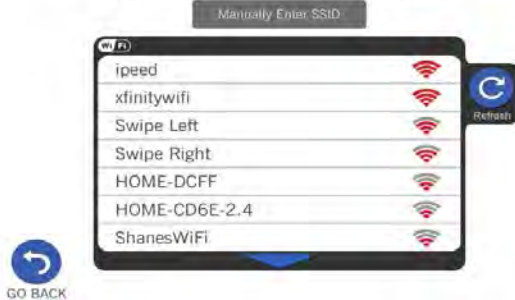 Manually Enter SSID
Wi Fi
ipeed
xfinitywifi
Refresh
Swipe Left
Swipe Right
HOME-DCFF
HOME-CD6E-2.4
ShanesWiFi
GO BACK